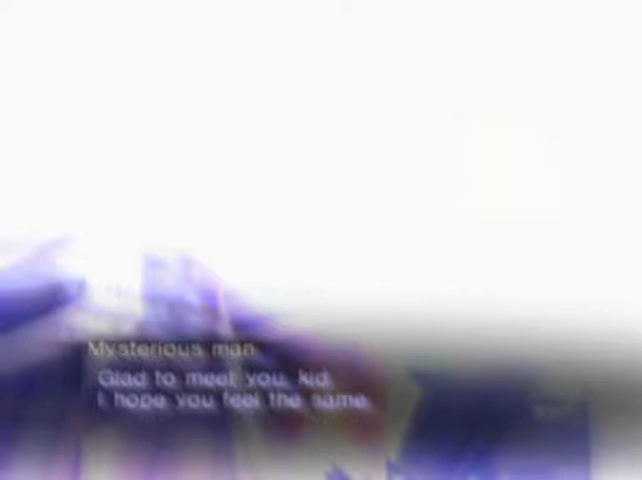 Mysterious man
Glad to meet you, kid.
I hope you feel the same.